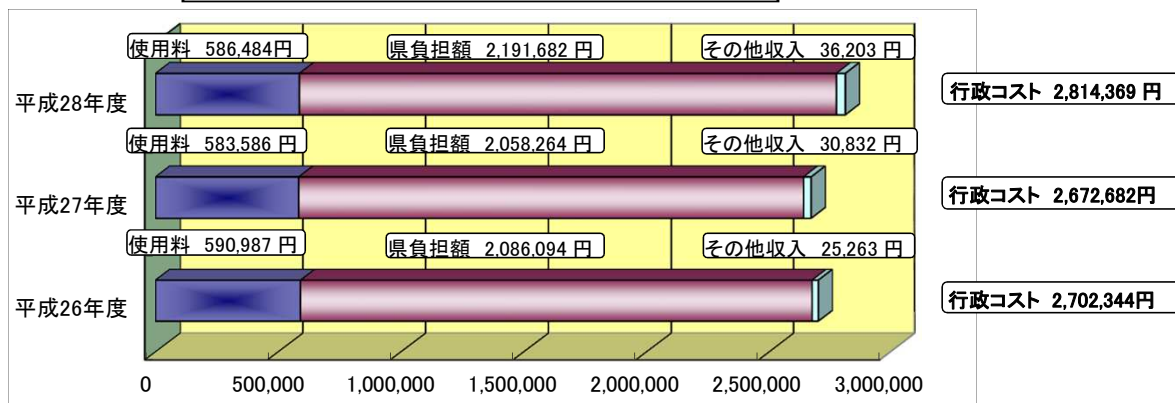 使用料 586,484円 県負担額 2,191,682 円 その他収入 36,203 円
平成28年度 行政コスト 2,814,369 円
使用料 583,586 円 県負担額 2,058,264 円 その他収入 30,832 円
平成27年度 行政コスト 2,672,682円
使用料 590,987 円 県負担額 2,086,094 円 その他収入 25,263 円
平成26年度 行政コスト 2,702,344円
0 500,000 1,000,000 1,500,000 2,000,000 2,500,000 3,000,000